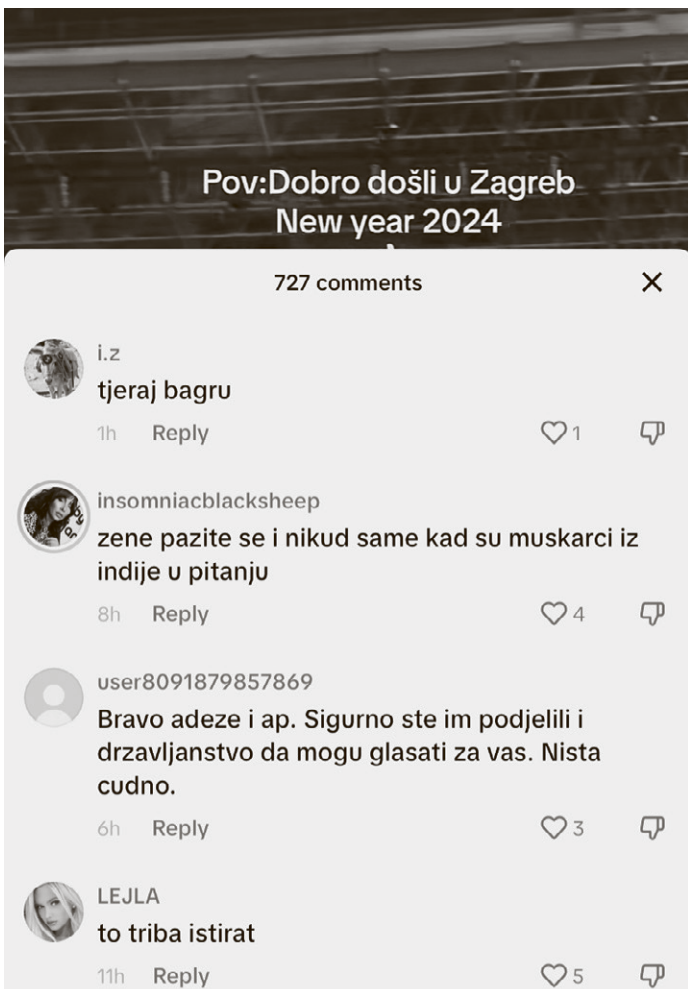 Pov:Dobro došli u Zagreb
New year 2024
727 comments
i.z
tjeraj bagru
1h Reply 1
insomniacblacksheep
zene pazite se i nikud same kad su muskarci iz
indije u pitanju
8h Reply 4
user8091879857869
Bravo adeze i ap. Sigurno ste im podjelili i
drzavljanstvo da mogu glasati za vas. Nista
cudno.
6h Reply 3
LEJLA
to triba istirat
11h Reply 5